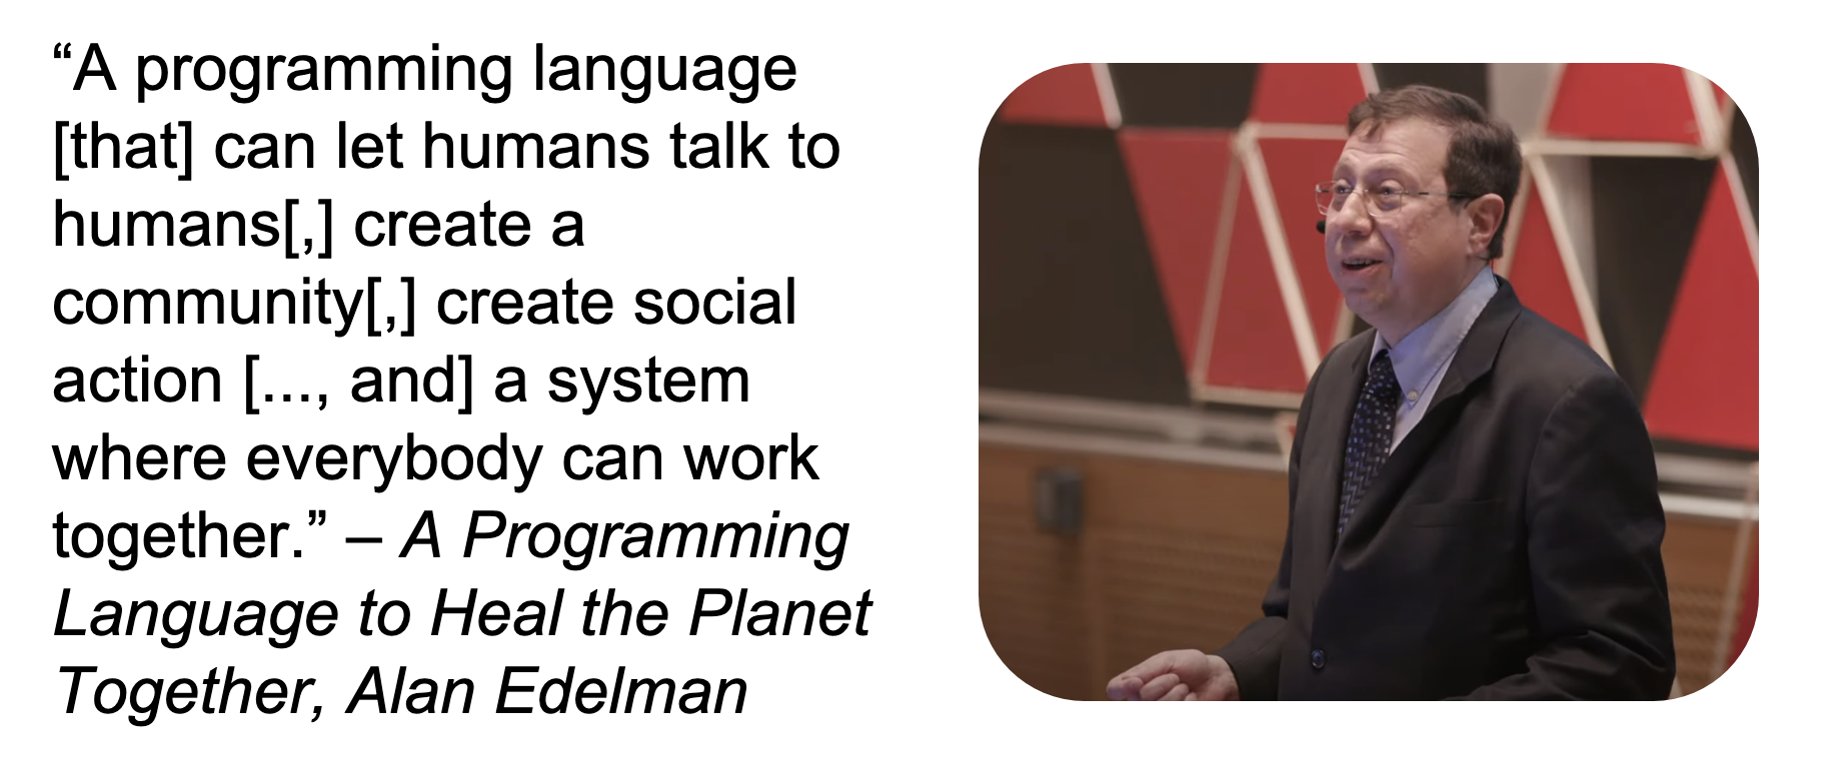 “A programming language
[that] can let humans talk to
humans[,] create a
community[,] create social
action [..., and] a system
where everybody can work
together.” – A Programming
Language to Heal the Planet
Together, Alan Edelman